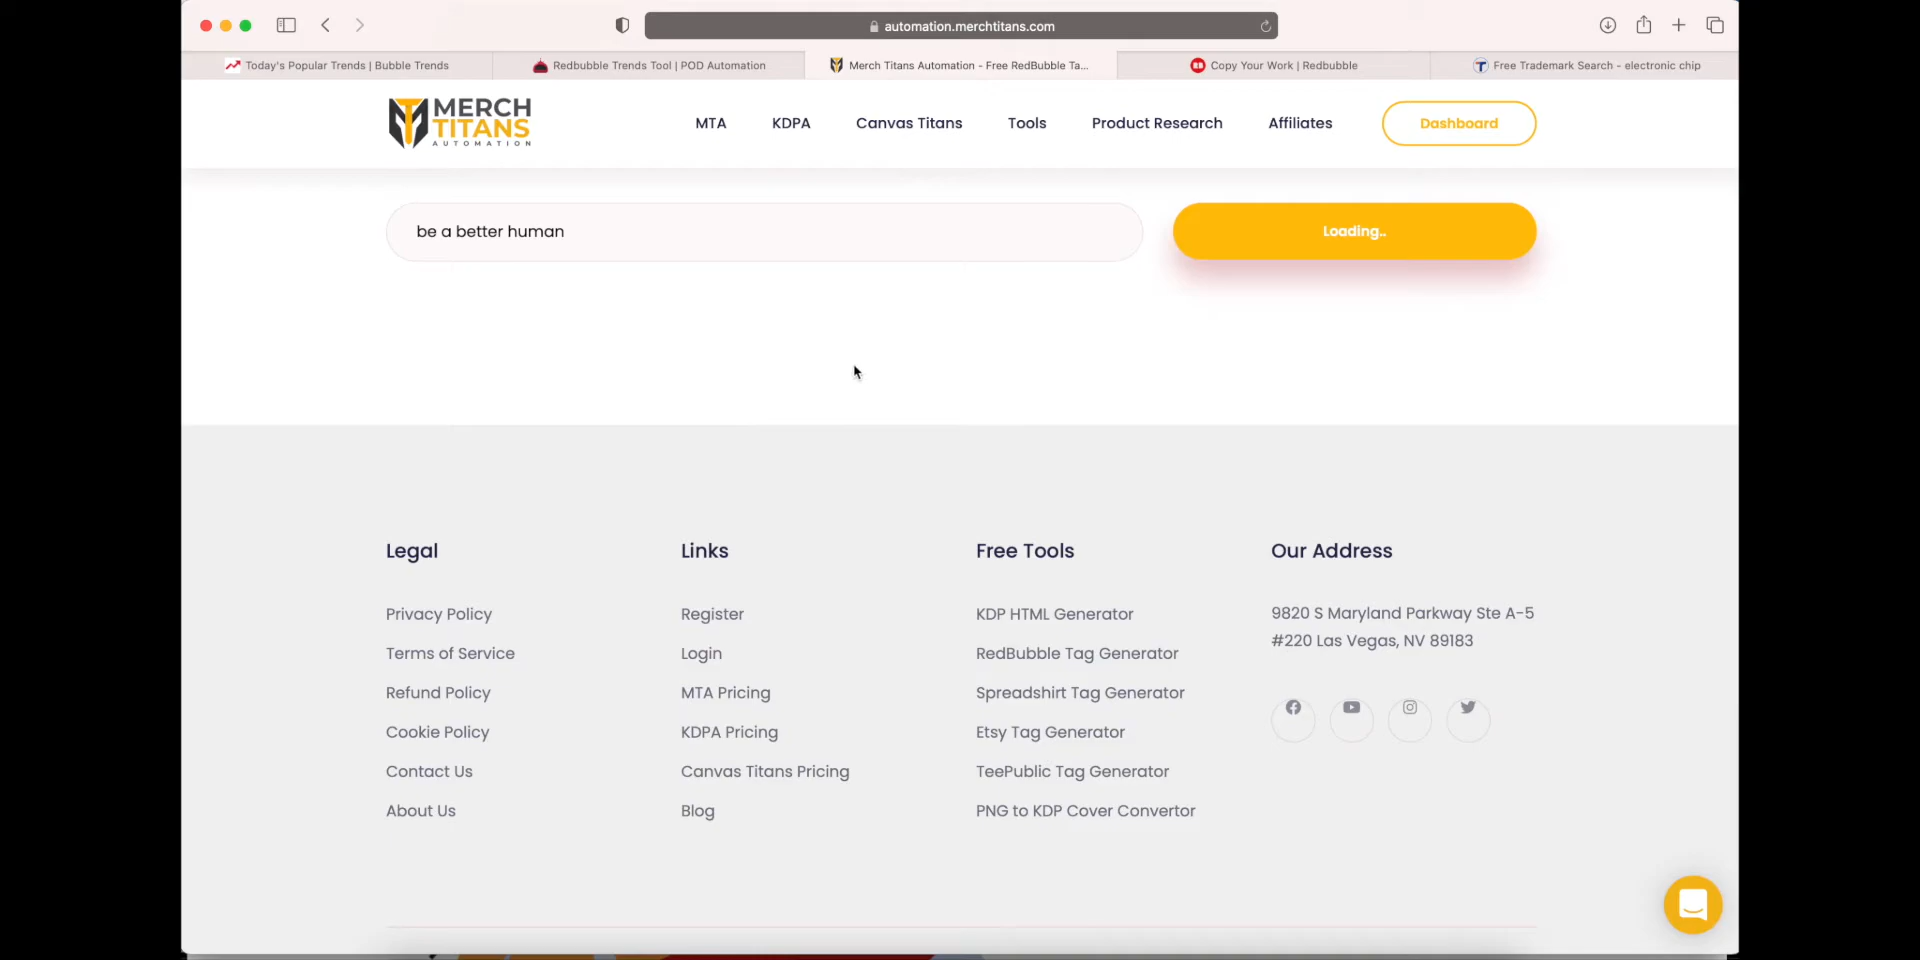 automation.merchtitans.com
Today's Popular Trends | Bubble Trends
Redbubble Trends Tool | POD Automation
Merch Titans Automation - Free RedBubble Ta...
Copy Your Work | Redbubble
Free Trademark Search - electronic chip
MERCH
TITANS
AUTOMATION
MTA
KDPA
Canvas Titans
Tools
Product Research
Affiliates
Dashboard
be a better human
Loading..
Legal
Privacy Policy
Terms of Service
Refund Policy
Cookie Policy
Contact Us
About Us
Links
Register
Login
MTA Pricing
KDPA Pricing
Canvas Titans Pricing
Blog
Free Tools
KDP HTML Generator
RedBubble Tag Generator
Spreadshirt Tag Generator
Etsy Tag Generator
TeePublic Tag Generator
PNG to KDP Cover Convertor
Our Address
9820 S Maryland Parkway Ste A-5
#220 Las Vegas, NV 89183